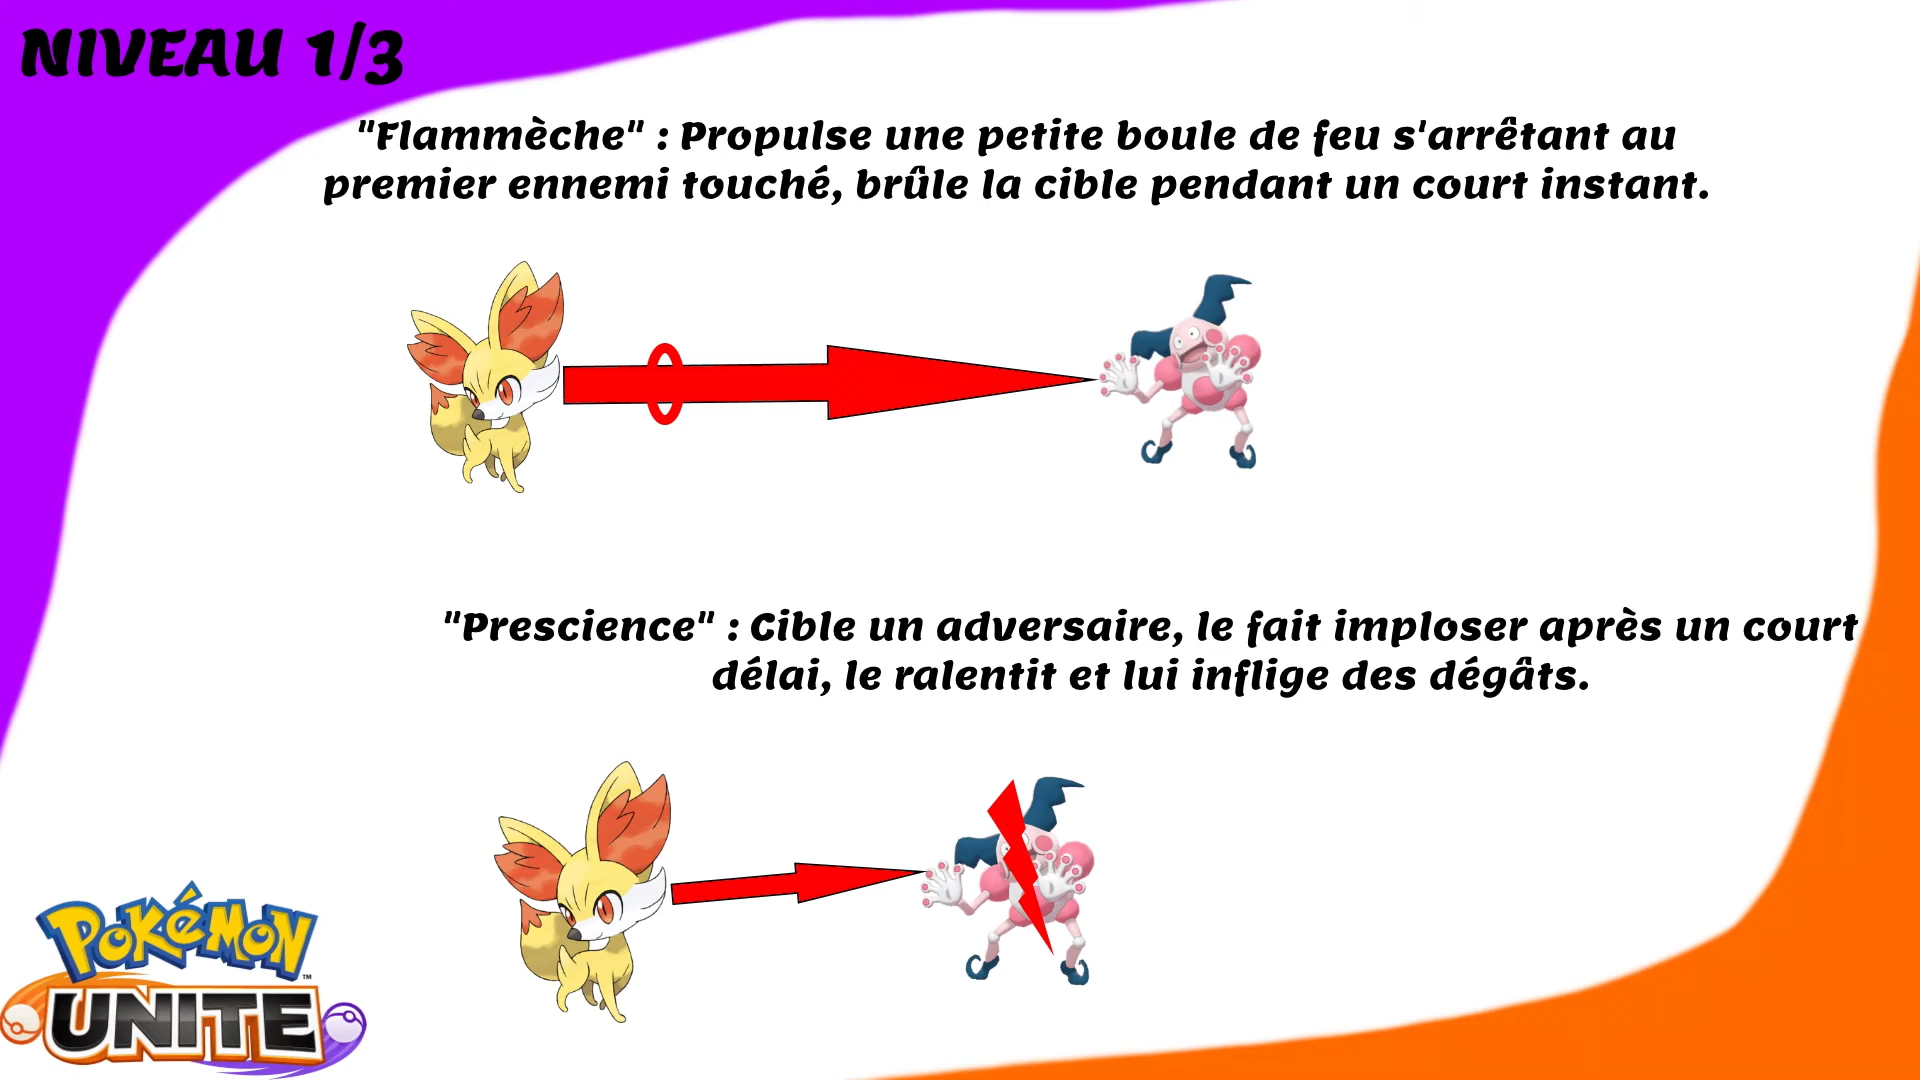 NIVEAU 1/3
"Flammèche" : Propulse une petite boule de feu s'arrêtant au
premier ennemi touché, brûle la cible pendant un court instant.
"Prescience" : Cible un adversaire, le fait imploser après un court
délai, le ralentit et lui inflige des dégâts.
POKéMON
™
UNITE